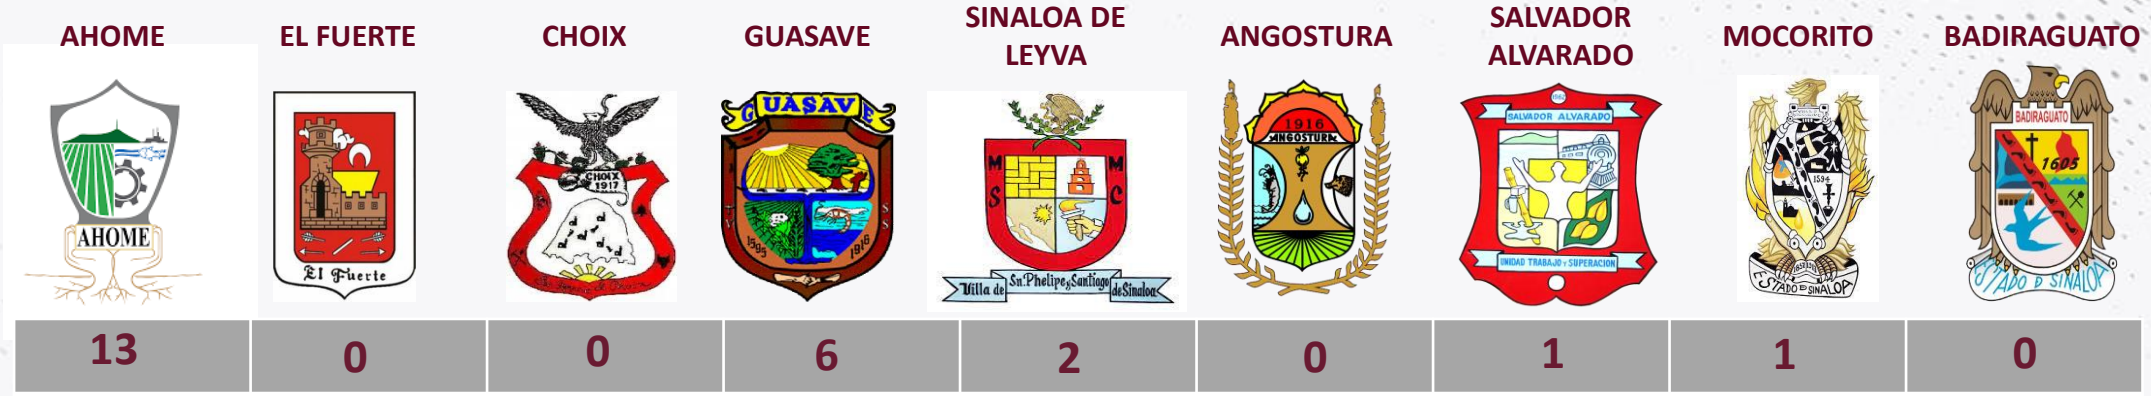 AHOME
EL FUERTE
CHOIX
GUASAVE
SINALOA DE
LEYVA
ANGOSTURA
SALVADOR
ALVARADO
MOCORITO
BADIRAGUATO
AHOME
El Fuerte
CHOIX
1917
GUASAVE
1595
1916
M M
S C
Villa de Sn. Phelipe y Santiago de Sinaloa
1916
ANGOSTURA
1962
SALVADOR ALVARADO
UNIDAD TRABAJO y SUPERACION
1594
ESTADO D SINALOA
BADIRAGUATO
1605
ESTADO D SINALOA
13
0
0
6
2
0
1
1
0